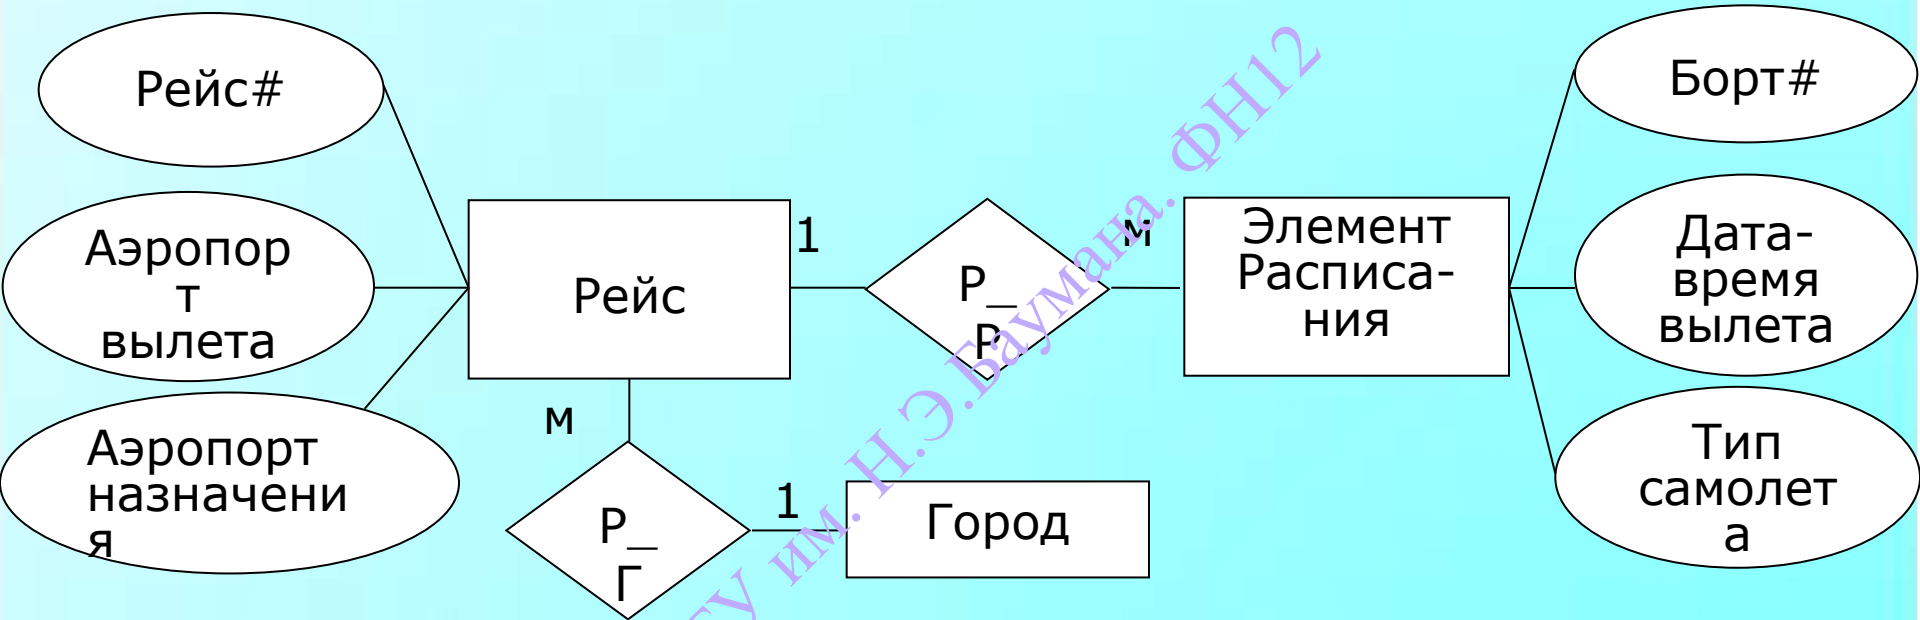 Рейс#
Аэропор
т
вылета
Аэропорт
назначени
я
Рейс
1
Р_
Р
м
Элемент
Расписа-
ния
Борт#
Дата-
время
вылета
Тип
самолет
а
м
Р_
Г
1
Город
ТУ им. Н.Э.Баумана. ФН12